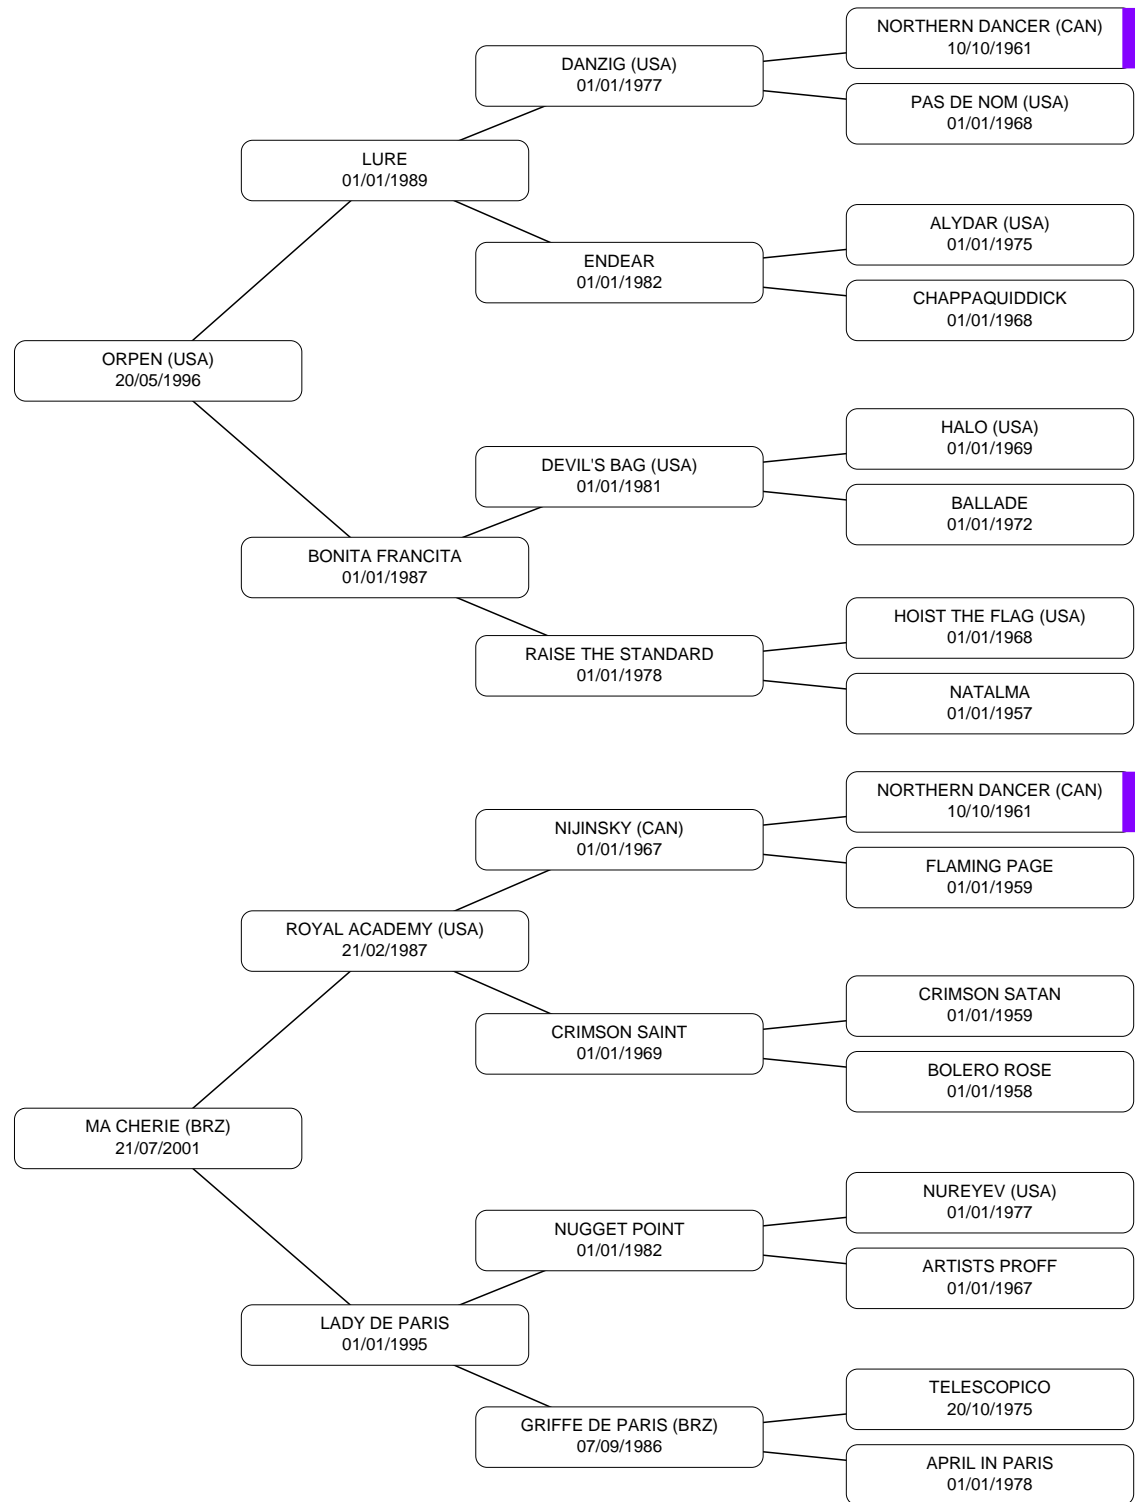 NORTHERN DANCER (CAN)
10/10/1961
DANZIG (USA)
01/01/1977
PAS DE NOM (USA)
01/01/1968
LURE
01/01/1989
ALYDAR (USA)
01/01/1975
ENDEAR
01/01/1982
CHAPPAQUIDDICK
01/01/1968
ORPEN (USA)
20/05/1996
HALO (USA)
01/01/1969
DEVIL'S BAG (USA)
01/01/1981
BALLADE
01/01/1972
BONITA FRANCITA
01/01/1987
HOIST THE FLAG (USA)
01/01/1968
RAISE THE STANDARD
01/01/1978
NATALMA
01/01/1957
NORTHERN DANCER (CAN)
10/10/1961
NIJINSKY (CAN)
01/01/1967
FLAMING PAGE
01/01/1959
ROYAL ACADEMY (USA)
21/02/1987
CRIMSON SATAN
01/01/1959
CRIMSON SAINT
01/01/1969
BOLERO ROSE
01/01/1958
MA CHERIE (BRZ)
21/07/2001
NUREYEV (USA)
01/01/1977
NUGGET POINT
01/01/1982
ARTISTS PROFF
01/01/1967
LADY DE PARIS
01/01/1995
TELESCOPICO
20/10/1975
GRIFFE DE PARIS (BRZ)
07/09/1986
APRIL IN PARIS
01/01/1978